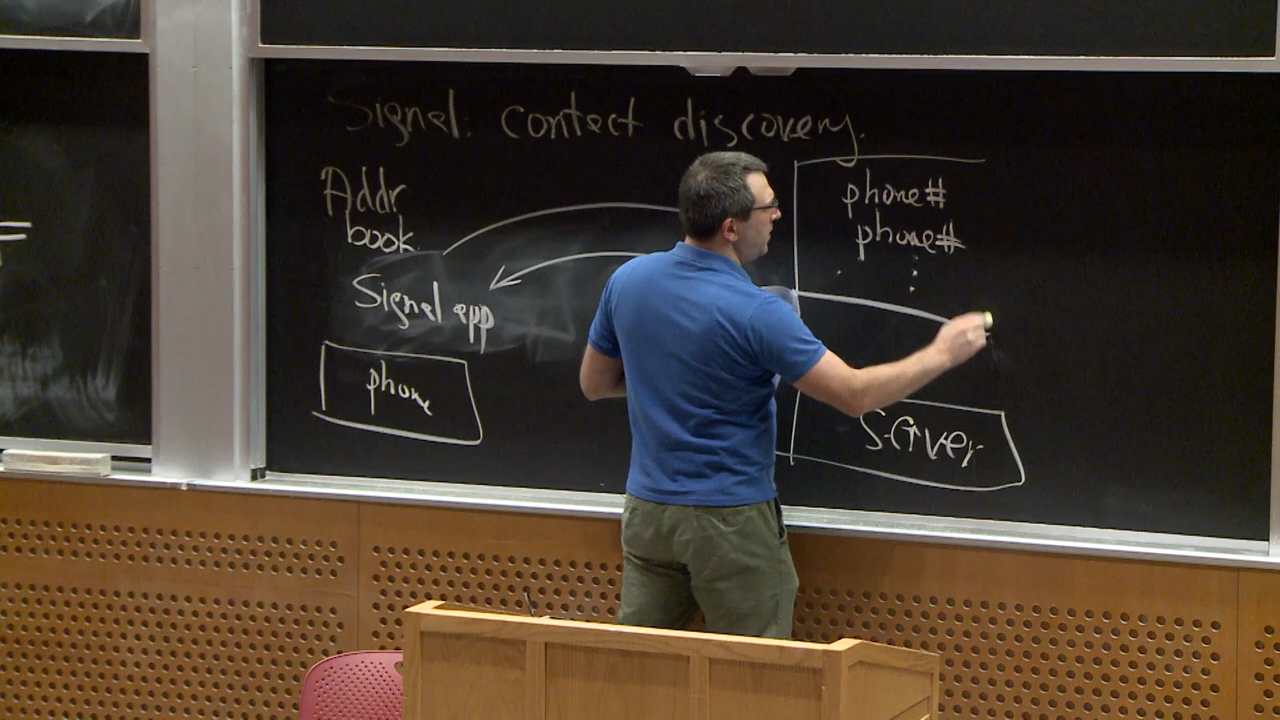 Signal: contact discovery.
Addr
book
Signal app
phone
phone#
phone#
Server